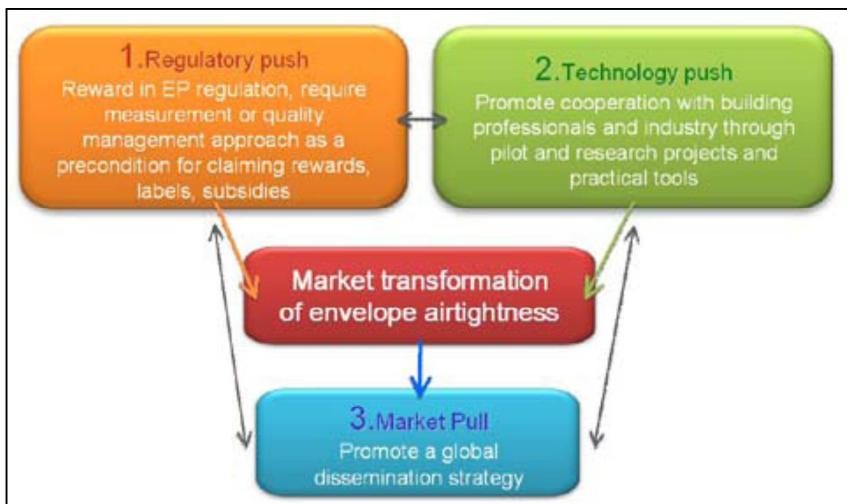 1.Regulatory push
Reward in EP regulation, require
measurement or quality
management approach as a
precondition for claiming rewards,
labels, subsidies
2.Technology push
Promote cooperation with building
professionals and industry through
pilot and research projects and
practical tools
Market transformation
of envelope airtightness
3.Market Pull
Promote a global
dissemination strategy